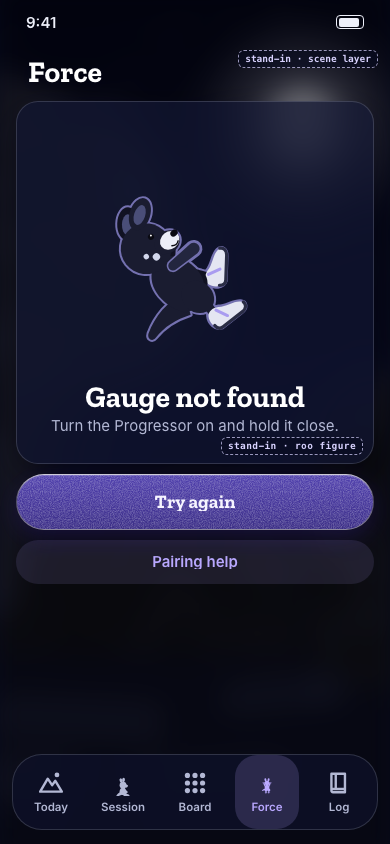 9:41
stand-in · scene layer
Force
Gauge not found
Turn the Progressor on and hold it close.
stand-in · roo figure
Try again
Pairing help
Today
Session
Board
Force
Log